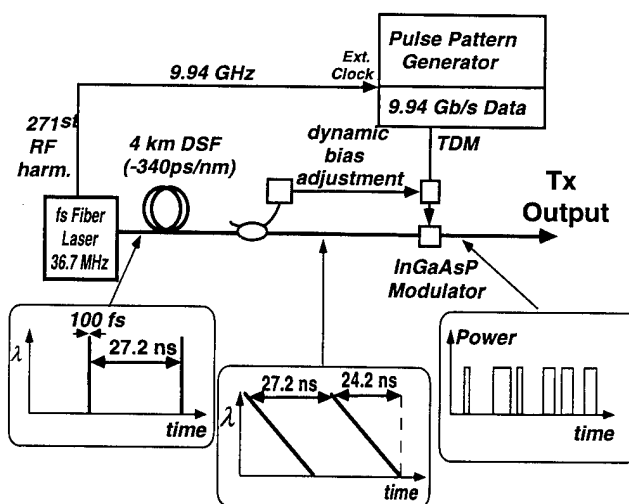 Pulse Pattern
Generator
Ext.
Clock
9.94 GHz
9.94 Gb/s Data
271st
RF
harm.
4 km DSF
(-340ps/nm)
dynamic
bias
adjustment
TDM
Tx
Output
fs Fiber
Laser
36.7 MHz
InGaAsP
Modulator
100 fs
λ
27.2 ns
time
27.2 ns
24.2 ns
λ
time
Power
time